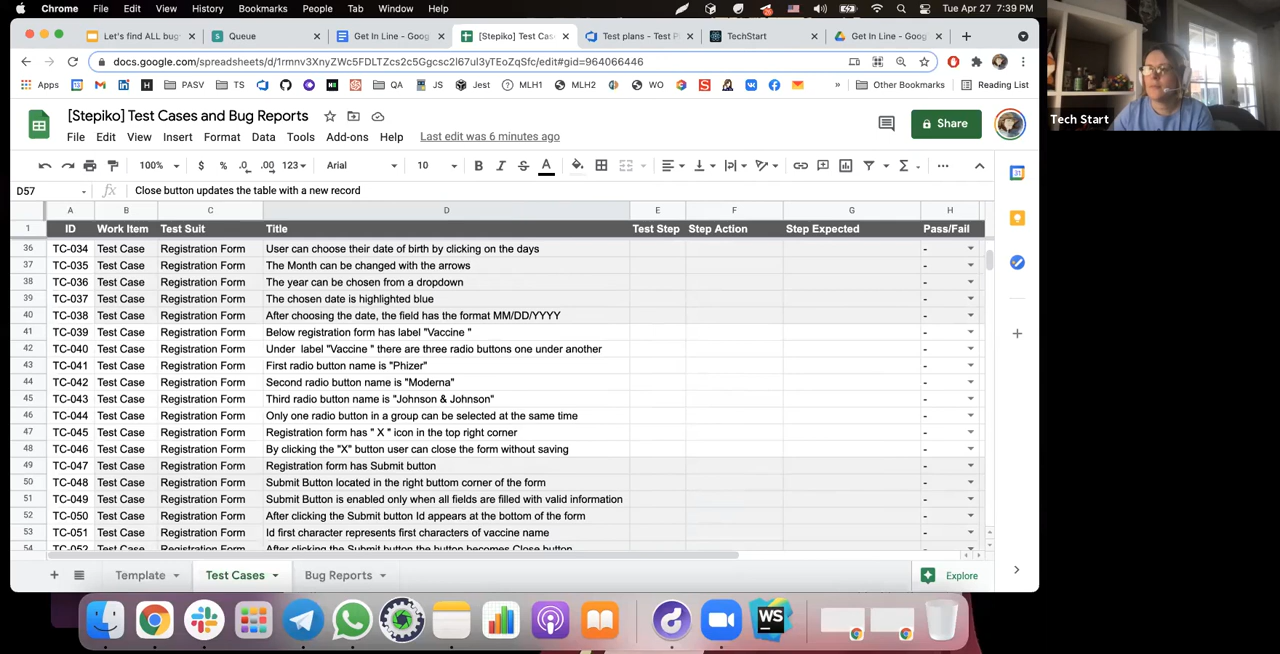 Chrome File Edit View History Bookmarks People Tab Window Help Tue Apr 27 7:39 PM
Let's find ALL bug Queue Get In Line - Goog [Stepiko] Test Cas Test plans - Test P TechStart Get In Line - Goog
docs.google.com/spreadsheets/d/1rmnv3XnyZWc5FDLTZcs2c5Ggcsc2l67uI3yTEoZqSfc/edit#gid=964066446
Apps PASV TS QA JS Jest MLH1 MLH2 WO » Other Bookmarks Reading List
[Stepiko] Test Cases and Bug Reports
File Edit View Insert Format Data Tools Add-ons Help Last edit was 6 minutes ago
Share
Tech Start
100% $ % .0 .00 123 Arial 10 B I S A
D57 fx Close button updates the table with a new record
A B C D E F G H
1 ID Work Item Test Suit Title Test Step Step Action Step Expected Pass/Fail
36 TC-034 Test Case Registration Form User can choose their date of birth by clicking on the days -
37 TC-035 Test Case Registration Form The Month can be changed with the arrows -
38 TC-036 Test Case Registration Form The year can be chosen from a dropdown -
39 TC-037 Test Case Registration Form The chosen date is highlighted blue -
40 TC-038 Test Case Registration Form After choosing the date, the field has the format MM/DD/YYYY -
41 TC-039 Test Case Registration Form Below registration form has label "Vaccine " -
42 TC-040 Test Case Registration Form Under label "Vaccine " there are three radio buttons one under another -
43 TC-041 Test Case Registration Form First radio button name is "Phizer" -
44 TC-042 Test Case Registration Form Second radio button name is "Moderna" -
45 TC-043 Test Case Registration Form Third radio button name is "Johnson & Johnson" -
46 TC-044 Test Case Registration Form Only one radio button in a group can be selected at the same time -
47 TC-045 Test Case Registration Form Registration form has " X " icon in the top right corner -
48 TC-046 Test Case Registration Form By clicking the "X" button user can close the form without saving -
49 TC-047 Test Case Registration Form Registration form has Submit button -
50 TC-048 Test Case Registration Form Submit Button located in the right buttom corner of the form -
51 TC-049 Test Case Registration Form Submit Button is enabled only when all fields are filled with valid information -
52 TC-050 Test Case Registration Form After clicking the Submit button Id appears at the bottom of the form -
53 TC-051 Test Case Registration Form Id first character represents first characters of vaccine name -
54 TC-052 Test Case Registration Form After clicking the Submit button the button becomes Close button
Template Test Cases Bug Reports Explore
WS